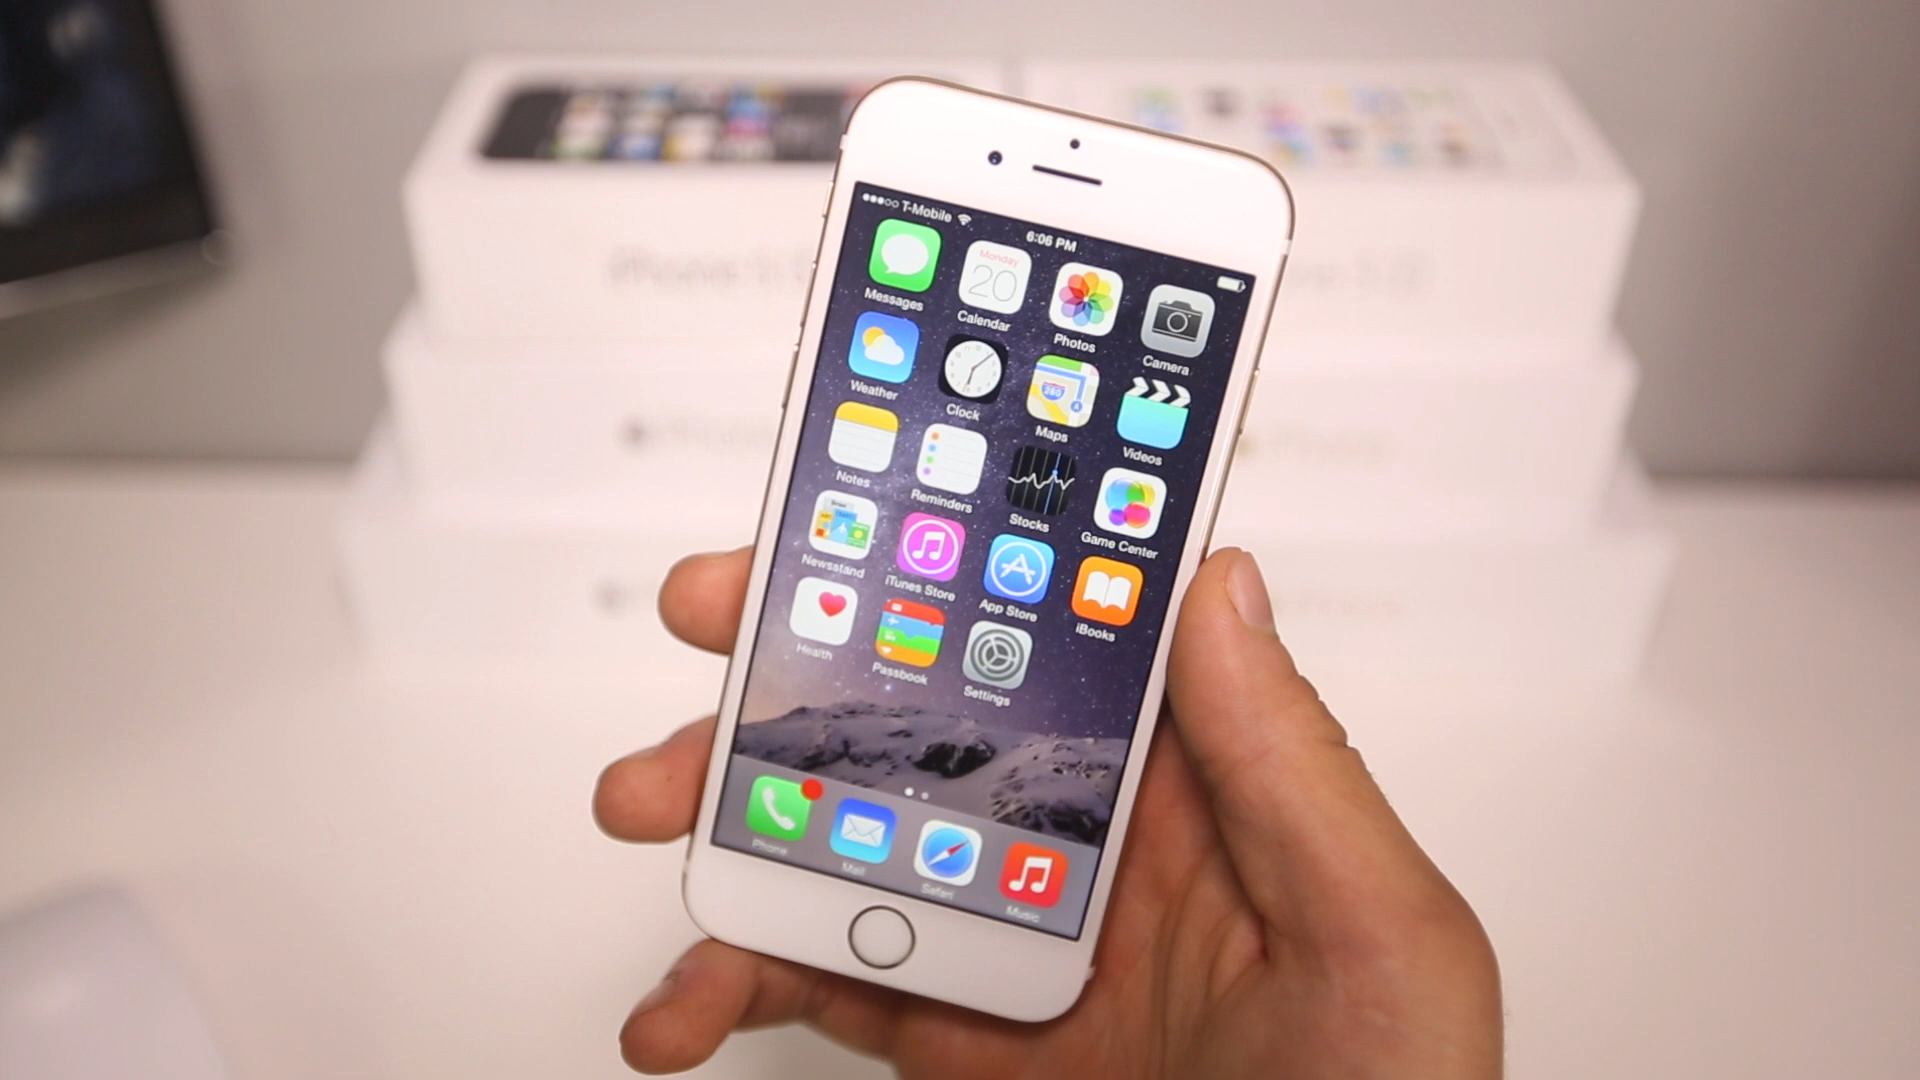 T-Mobile
6:06 PM
Monday
20
Messages
Calendar
Photos
Camera
Weather
Clock
Maps
280
Videos
Notes
Reminders
Stocks
Game Center
Newsstand
iTunes Store
App Store
iBooks
Health
Passbook
Settings
Phone
Mail
Safari
Music